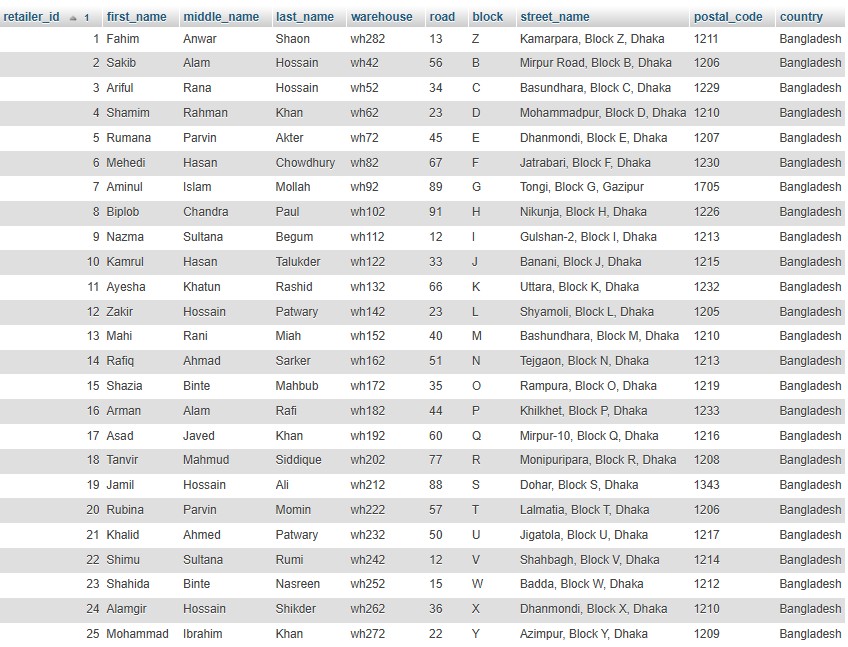 retailer_id 1 first_name middle_name last_name warehouse road block street_name postal_code country
1 Fahim Anwar Shaon wh282 13 Z Kamarpara, Block Z, Dhaka 1211 Bangladesh
2 Sakib Alam Hossain wh42 56 B Mirpur Road, Block B, Dhaka 1206 Bangladesh
3 Ariful Rana Hossain wh52 34 C Basundhara, Block C, Dhaka 1229 Bangladesh
4 Shamim Rahman Khan wh62 23 D Mohammadpur, Block D, Dhaka 1210 Bangladesh
5 Rumana Parvin Akter wh72 45 E Dhanmondi, Block E, Dhaka 1207 Bangladesh
6 Mehedi Hasan Chowdhury wh82 67 F Jatrabari, Block F, Dhaka 1230 Bangladesh
7 Aminul Islam Mollah wh92 89 G Tongi, Block G, Gazipur 1705 Bangladesh
8 Biplob Chandra Paul wh102 91 H Nikunja, Block H, Dhaka 1226 Bangladesh
9 Nazma Sultana Begum wh112 12 I Gulshan-2, Block I, Dhaka 1213 Bangladesh
10 Kamrul Hasan Talukder wh122 33 J Banani, Block J, Dhaka 1215 Bangladesh
11 Ayesha Khatun Rashid wh132 66 K Uttara, Block K, Dhaka 1232 Bangladesh
12 Zakir Hossain Patwary wh142 23 L Shyamoli, Block L, Dhaka 1205 Bangladesh
13 Mahi Rani Miah wh152 40 M Bashundhara, Block M, Dhaka 1210 Bangladesh
14 Rafiq Ahmad Sarker wh162 51 N Tejgaon, Block N, Dhaka 1213 Bangladesh
15 Shazia Binte Mahbub wh172 35 O Rampura, Block O, Dhaka 1219 Bangladesh
16 Arman Alam Rafi wh182 44 P Khilkhet, Block P, Dhaka 1233 Bangladesh
17 Asad Javed Khan wh192 60 Q Mirpur-10, Block Q, Dhaka 1216 Bangladesh
18 Tanvir Mahmud Siddique wh202 77 R Monipuripara, Block R, Dhaka 1208 Bangladesh
19 Jamil Hossain Ali wh212 88 S Dohar, Block S, Dhaka 1343 Bangladesh
20 Rubina Parvin Momin wh222 57 T Lalmatia, Block T, Dhaka 1206 Bangladesh
21 Khalid Ahmed Patwary wh232 50 U Jigatola, Block U, Dhaka 1217 Bangladesh
22 Shimu Sultana Rumi wh242 12 V Shahbagh, Block V, Dhaka 1214 Bangladesh
23 Shahida Binte Nasreen wh252 15 W Badda, Block W, Dhaka 1212 Bangladesh
24 Alamgir Hossain Shikder wh262 36 X Dhanmondi, Block X, Dhaka 1210 Bangladesh
25 Mohammad Ibrahim Khan wh272 22 Y Azimpur, Block Y, Dhaka 1209 Bangladesh